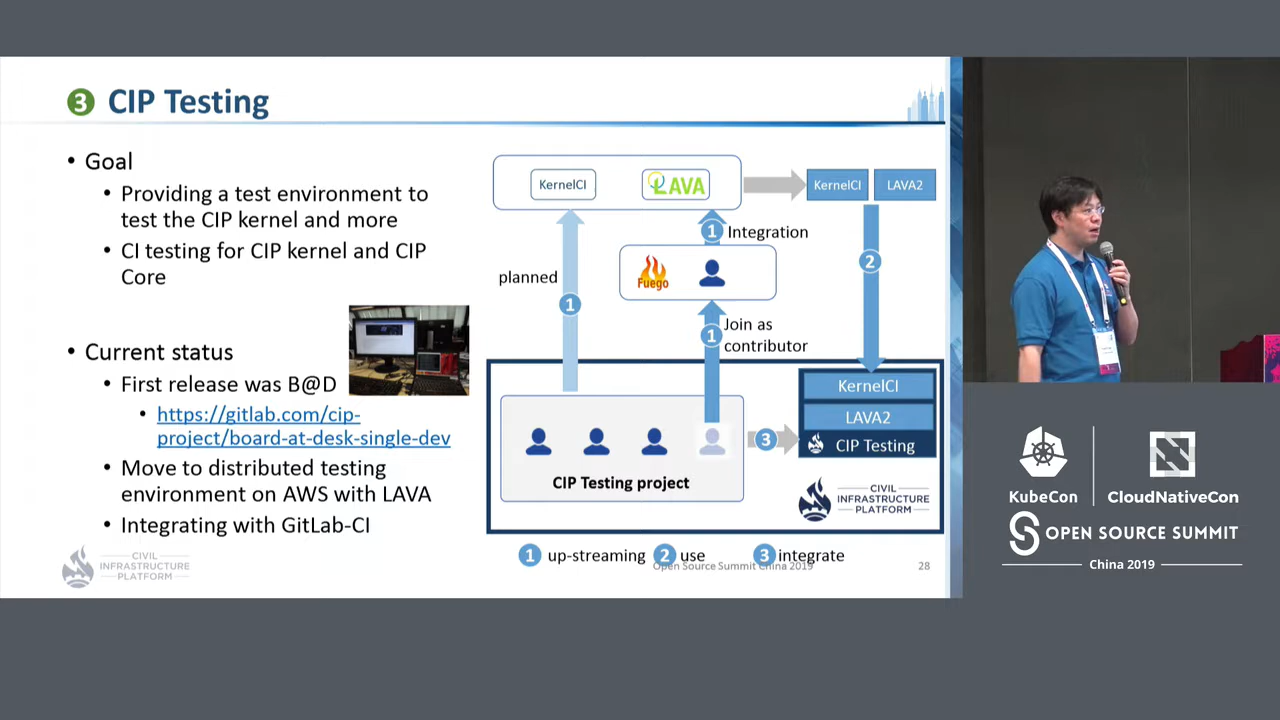 3 CIP Testing
• Goal
• Providing a test environment to
test the CIP kernel and more
• CI testing for CIP kernel and CIP
Core
• Current status
• First release was B@D
• https://gitlab.com/cip-
project/board-at-desk-single-dev
• Move to distributed testing
environment on AWS with LAVA
• Integrating with GitLab-CI
KernelCI
LAVA
KernelCI
LAVA2
1 Integration
2
planned
1
Fuego
1 Join as
contributor
KernelCI
LAVA2
CIP Testing
3
CIP Testing project
CIVIL
INFRASTRUCTURE
PLATFORM
1 up-streaming 2 use 3 integrate
CIVIL
INFRASTRUCTURE
PLATFORM
Open Source Summit China 2019
28
KubeCon
CloudNativeCon
OPEN SOURCE SUMMIT
China 2019